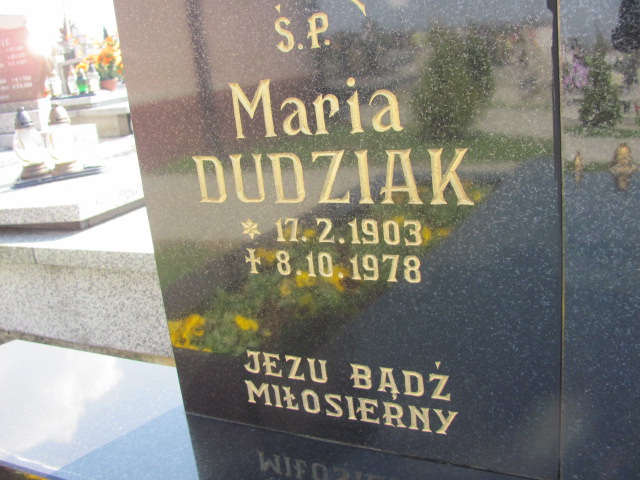 Ś.P.
Maria
DUDZIAK
* 17.2.1903
✝ 8.10.1978
JEZU BĄDŹ
MIŁOSIERNY